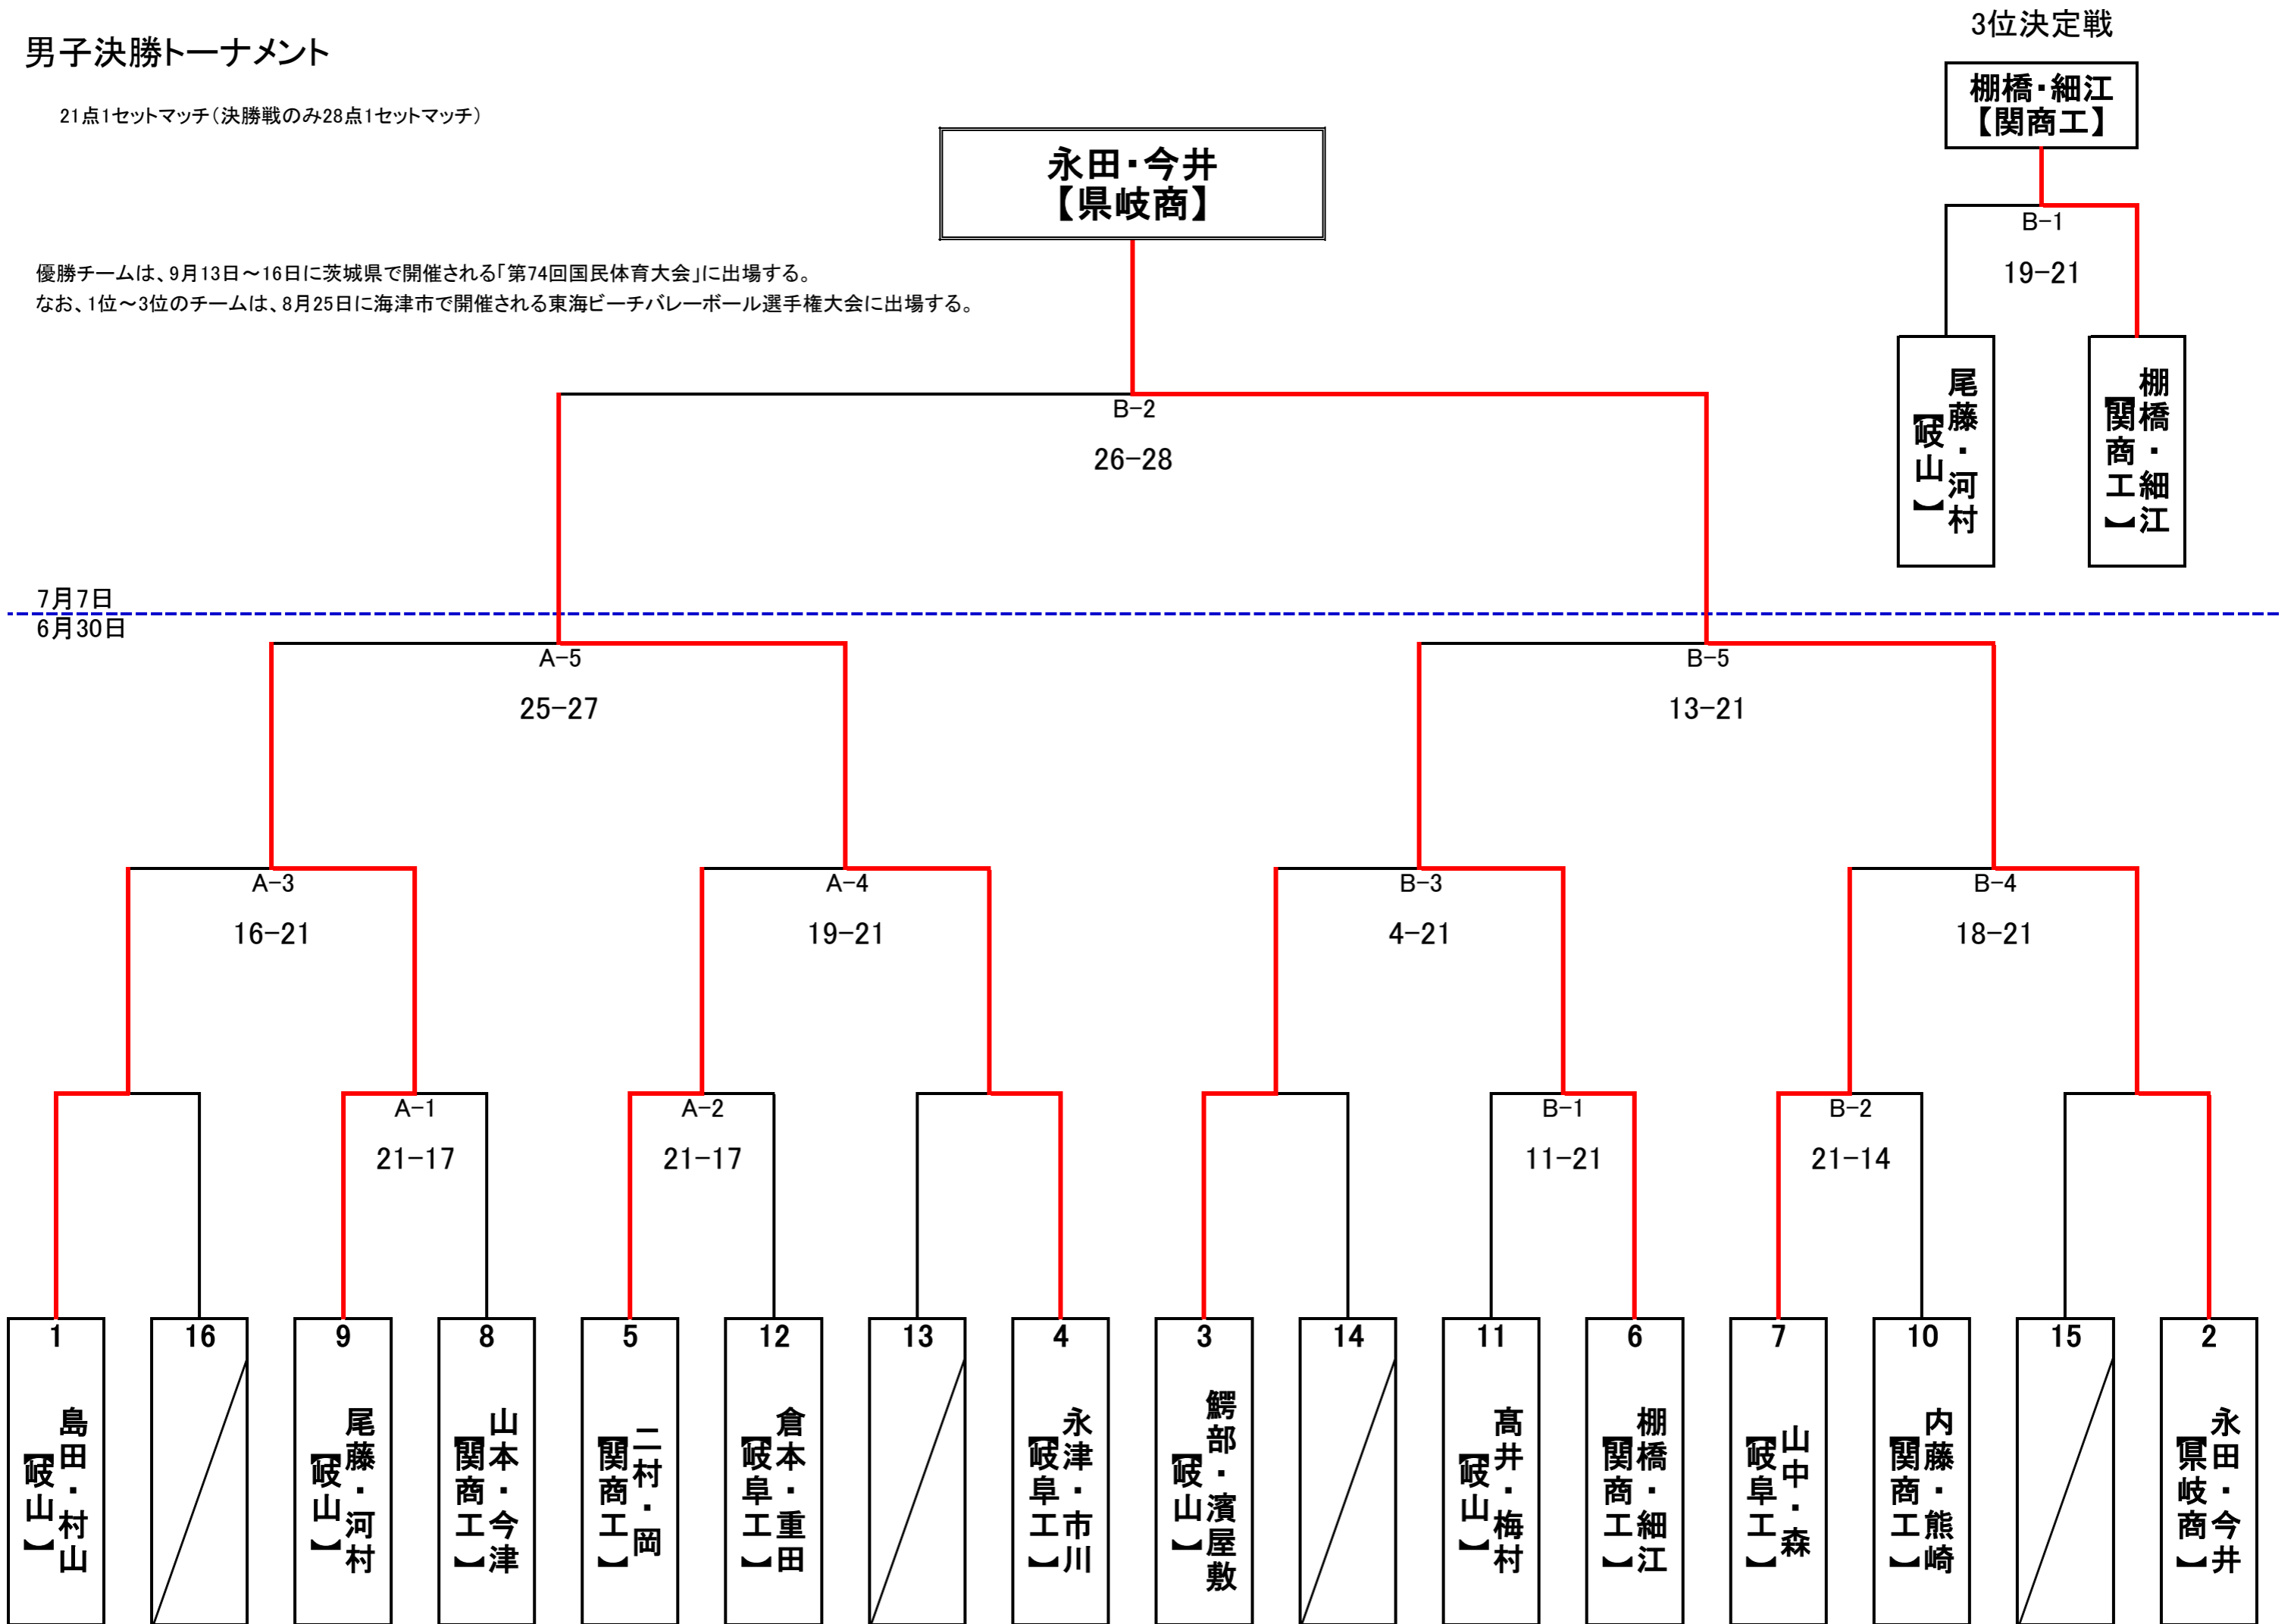 男子決勝トーナメント
21点1セットマッチ（決勝戦のみ28点1セットマッチ）
3位決定戦
棚橋・細江
【関商工】
B-1
19-21
尾藤・河村
【岐山】
棚橋・細江
【関商工】
永田・今井
【県岐商】
優勝チームは、9月13日～16日に茨城県で開催される「第74回国民体育大会」に出場する。
なお、1位～3位のチームは、8月25日に海津市で開催される東海ビーチバレーボール選手権大会に出場する。
B-2
26-28
7月7日
6月30日
A-5
25-27
B-5
13-21
A-3
16-21
A-4
19-21
B-3
4-21
B-4
18-21
A-1
21-17
A-2
21-17
B-1
11-21
B-2
21-14
1
島田・村山
【岐山】
16
9
尾藤・河村
【岐山】
8
山本・今津
【関商工】
5
二村・岡
【関商工】
12
倉本・重田
【岐阜工】
13
4
永津・市川
【岐阜工】
3
鰐部・濱屋敷
【岐山】
14
11
髙井・梅村
【岐山】
6
棚橋・細江
【関商工】
7
山中・森
【岐阜工】
10
内藤・熊崎
【関商工】
15
2
永田・今井
【県岐商】